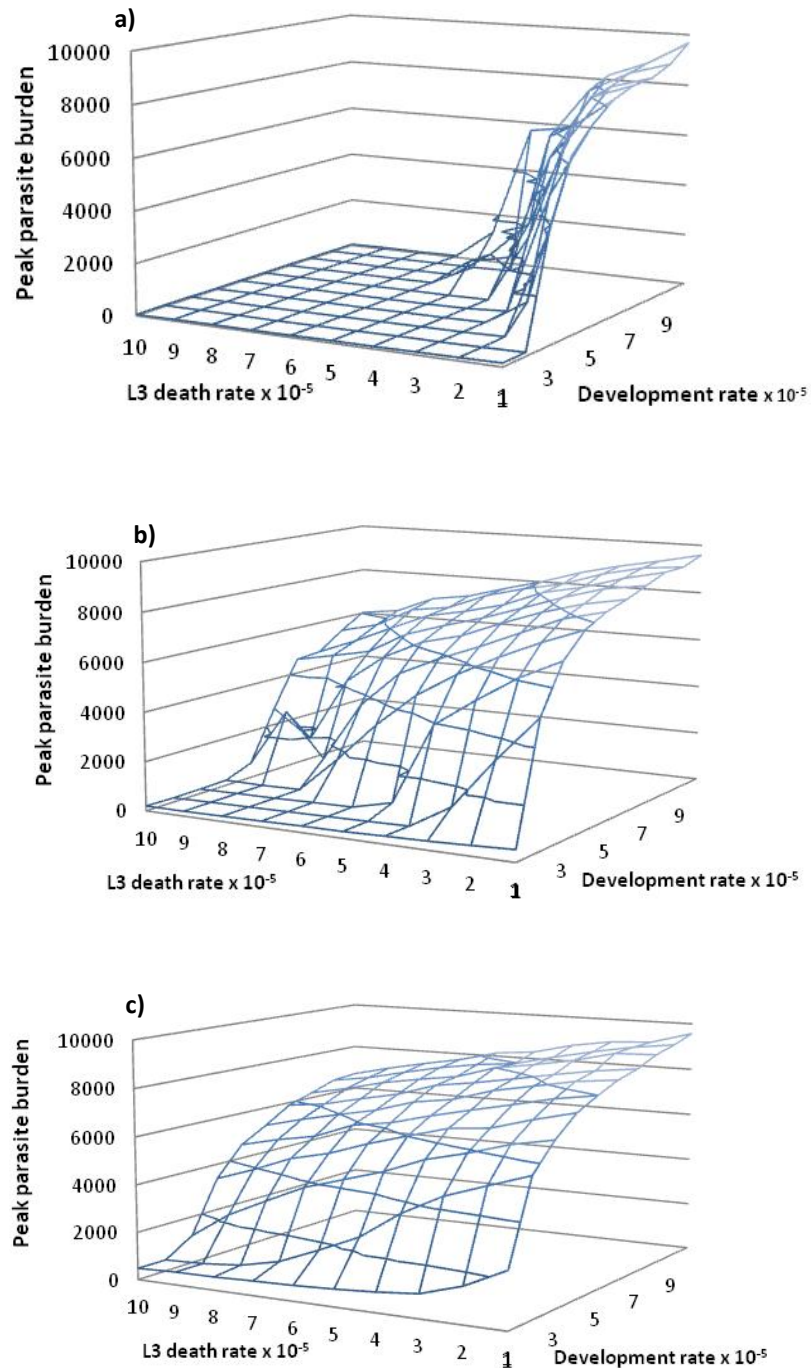 a)
10000
8000
6000
4000
2000
0
Peak parasite burden
10 9 8 7 6 5 4 3 2 1
L3 death rate x 10-5
3 5 7 9
Development rate x 10-5
b)
10000
8000
6000
4000
2000
0
Peak parasite burden
10 9 8 7 6 5 4 3 2 1
L3 death rate x 10-5
3 5 7 9
Development rate x 10-5
c)
10000
8000
6000
4000
2000
0
Peak parasite burden
10 9 8 7 6 5 4 3 2 1
L3 death rate x 10-5
3 5 7 9
Development rate x 10-5